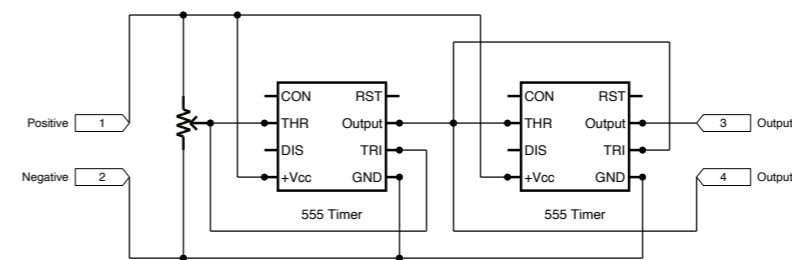 CON RST
CON RST
Positive 1
THR Output
THR Output
3 Output
DIS TRI
DIS TRI
Negative 2
+Vcc GND
+Vcc GND
4 Output
555 Timer
555 Timer